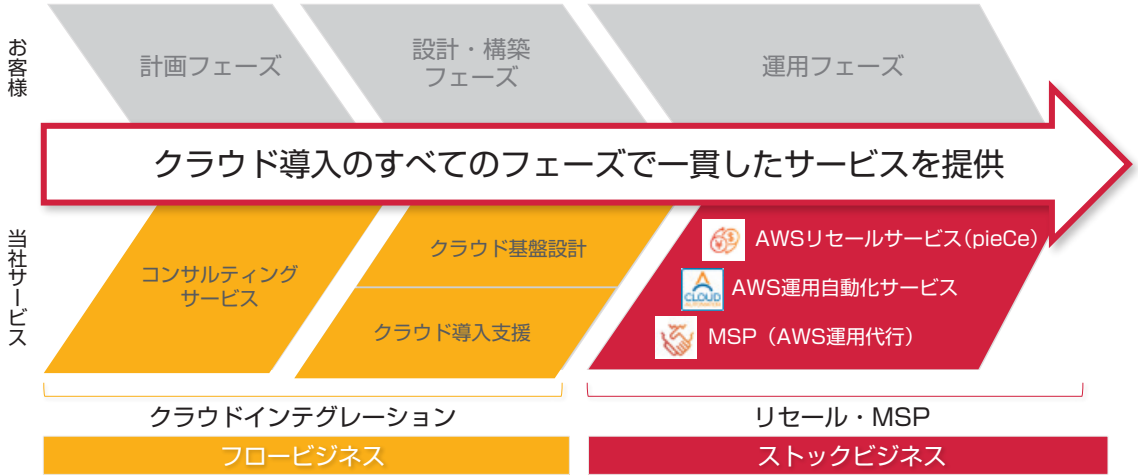 お客様
計画フェーズ
設計・構築
フェーズ
運用フェーズ
クラウド導入のすべてのフェーズで一貫したサービスを提供
当社サービス
コンサルティング
サービス
クラウド基盤設計
クラウド導入支援
AWSリセールサービス(pieCe)
CLOUD
AUTOMATION
AWS運用自動化サービス
MSP（AWS運用代行）
クラウドインテグレーション
リセール・MSP
フロービジネス
ストックビジネス